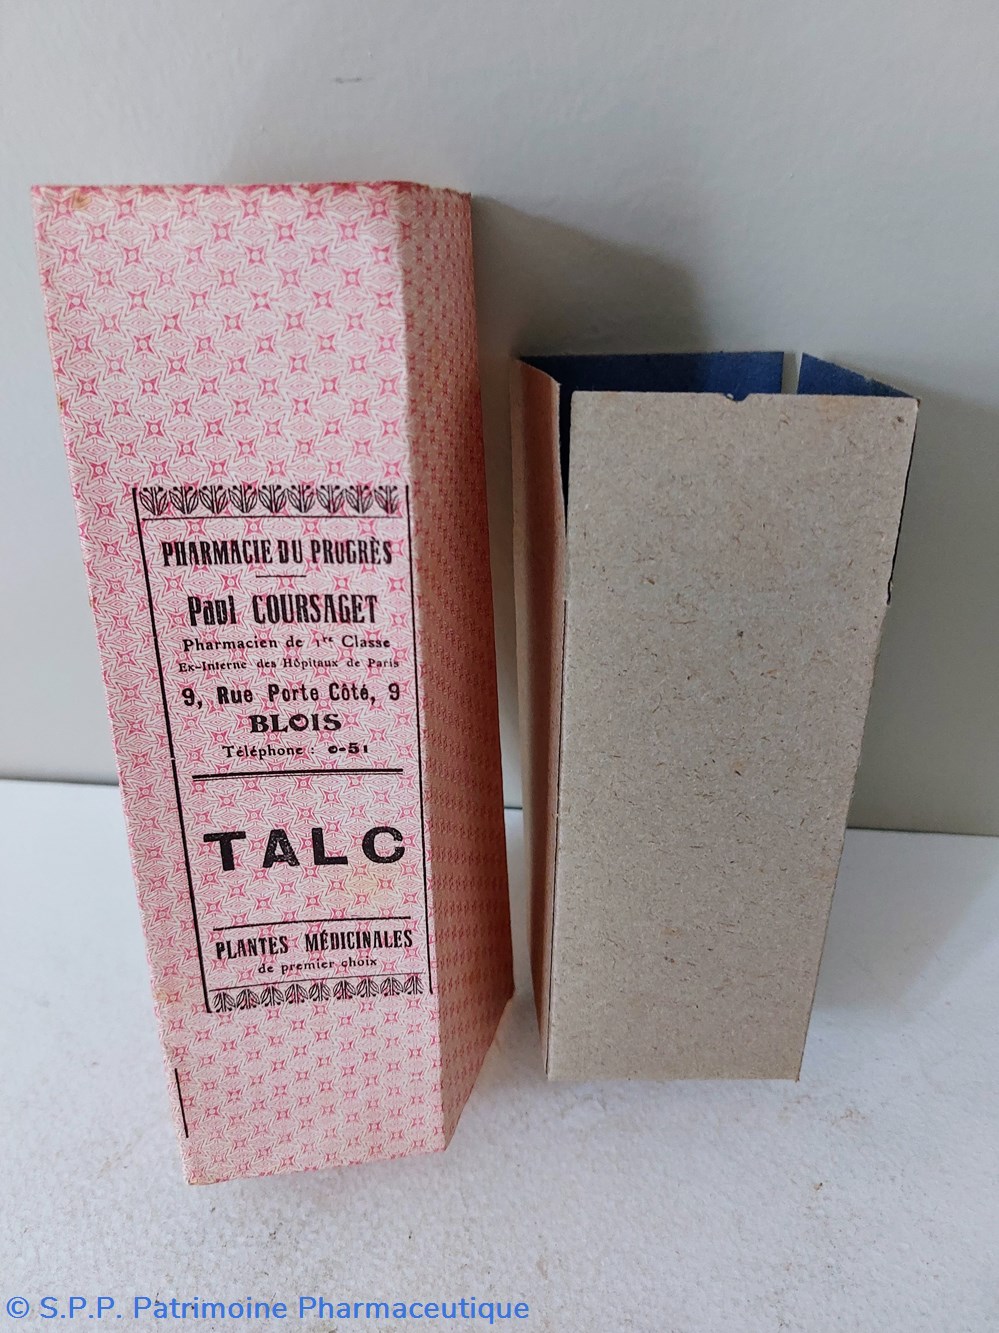 PHARMACIE DU PROGRÈS
Paul COURSAGET
Pharmacien de 1re Classe
Ex-Interne des Hôpitaux de Paris
9, Rue Porte Côté, 9
BLOIS
Téléphone : 0-51
TALC
PLANTES MÉDICINALES
de premier choix
© S.P.P. Patrimoine Pharmaceutique